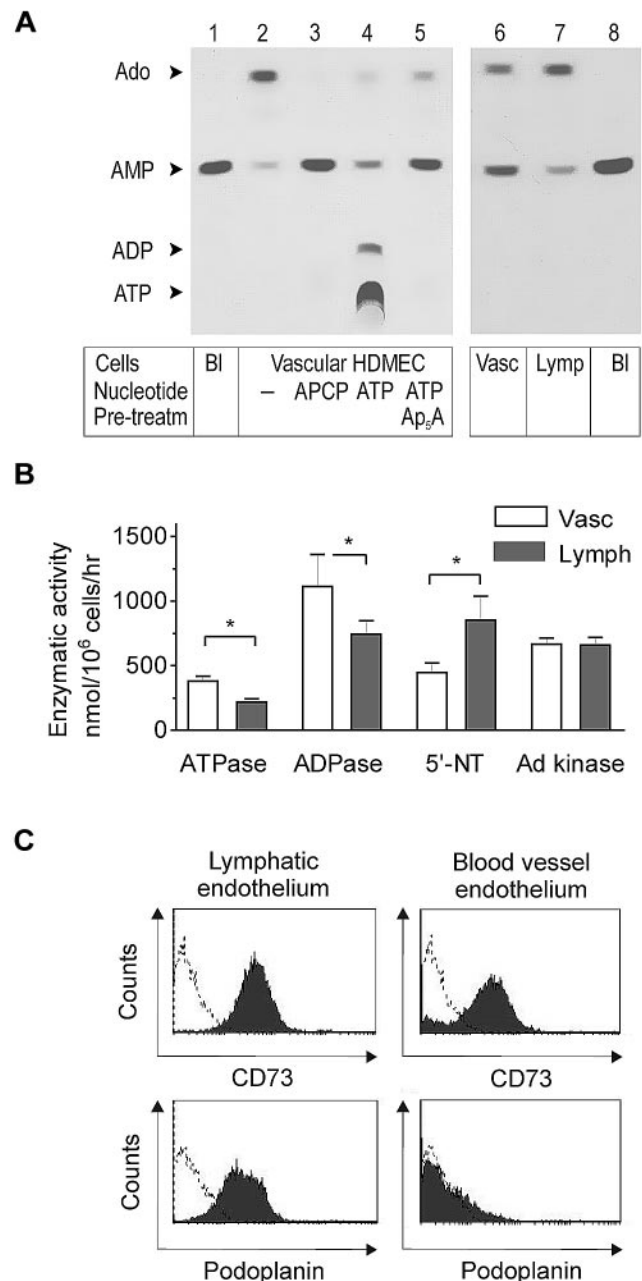 A
1 2 3 4 5 6 7 8
Ado
AMP
ADP
ATP
Cells Bl Vascular HDMEC Vasc Lymp Bl
Nucleotide – APCP ATP ATP
Pre-treatm Ap₅A
B
Enzymatic activity
nmol/10⁶ cells/hr
1500
1000
500
0
* * *
Vasc
Lymph
ATPase ADPase 5'-NT Ad kinase
C
Lymphatic
endothelium
Blood vessel
endothelium
Counts
CD73 CD73
Counts
Podoplanin Podoplanin